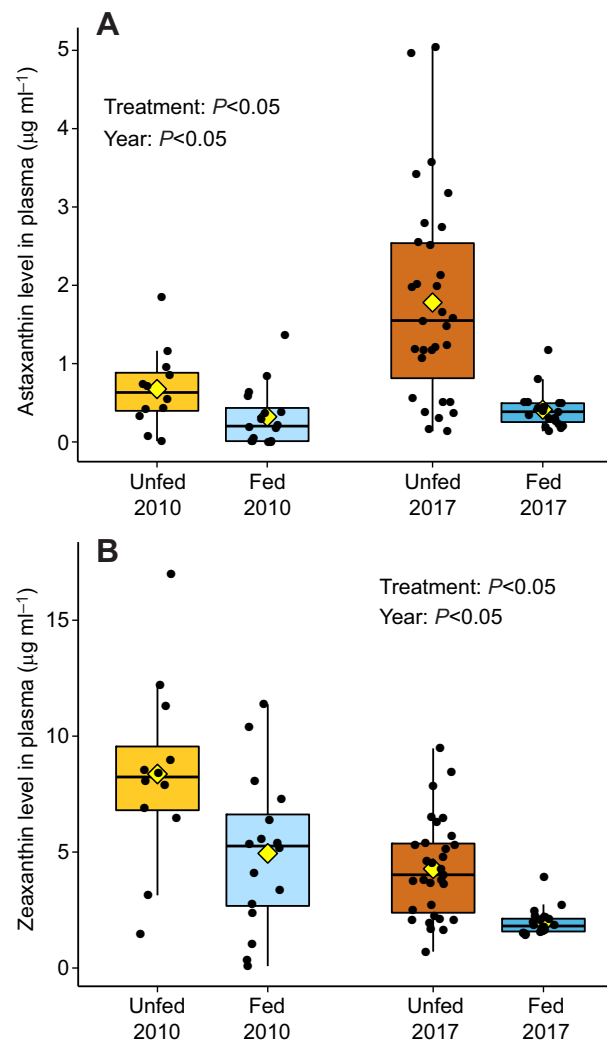 A
Astaxanthin level in plasma (µg ml⁻¹)
5
4
3
2
1
0
Treatment: P<0.05
Year: P<0.05
Unfed Fed Unfed Fed
2010 2010 2017 2017
B
Zeaxanthin level in plasma (µg ml⁻¹)
15
10
5
0
Treatment: P<0.05
Year: P<0.05
Unfed Fed Unfed Fed
2010 2010 2017 2017